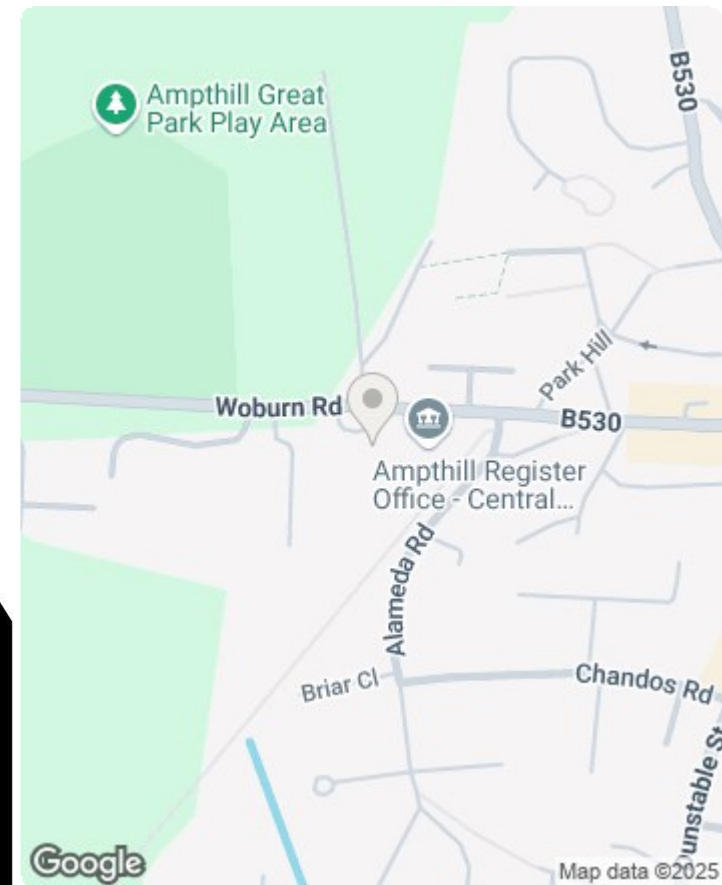 B530
Ampthill Great
Park Play Area
Park Hill
Woburn Rd
B530
Ampthill Register
Office - Central...
Alameda Rd
Briar Cl
Chandos Rd
Dunstable St
Google
Map data ©2025